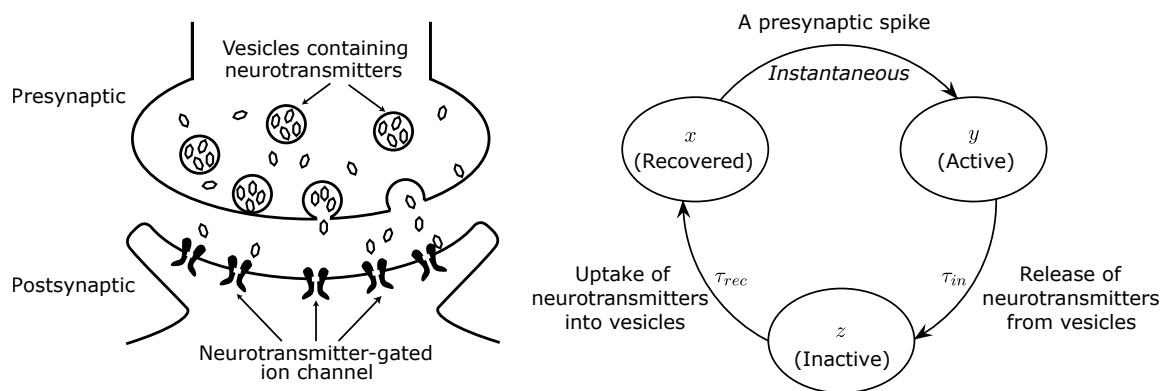 Vesicles containing
neurotransmitters
Presynaptic
Postsynaptic
Neurotransmitter-gated
ion channel
A presynaptic spike
Instantaneous
x
(Recovered)
y
(Active)
Uptake of
neurotransmitters
into vesicles
τrec
τin
Release of
neurotransmitters
from vesicles
z
(Inactive)